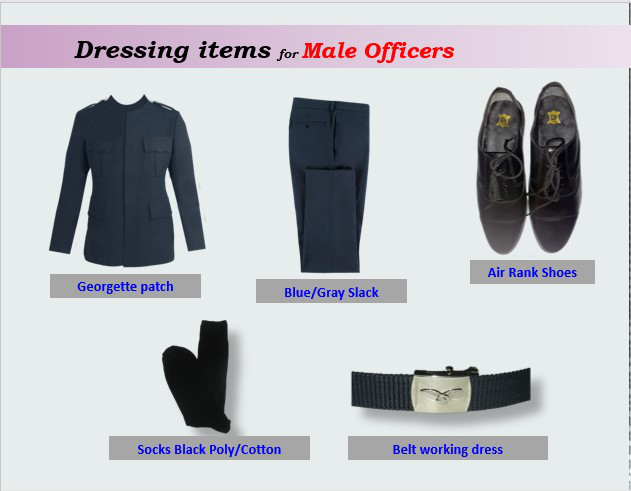 Dressing items for Male Officers
Georgette patch
Blue/Gray Slack
Air Rank Shoes
Socks Black Poly/Cotton
Belt working dress